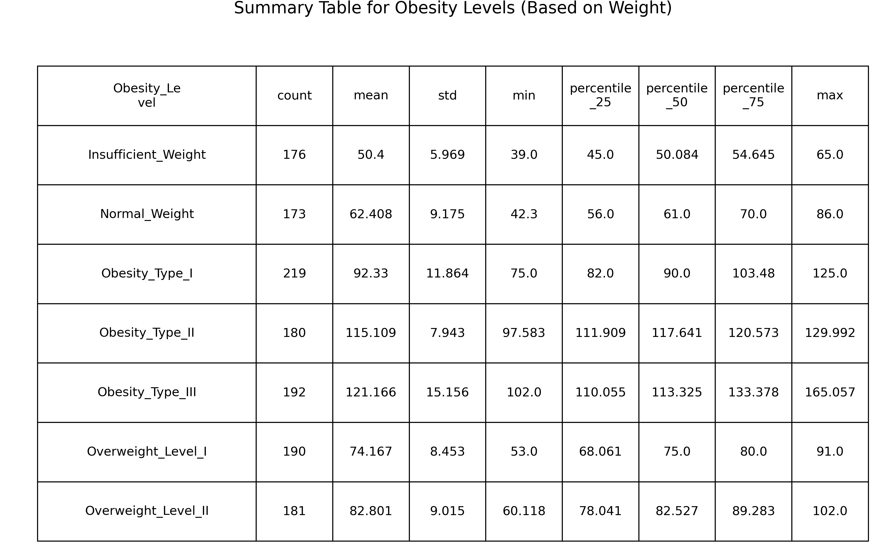 Summary Table for Obesity Levels (Based on Weight)
Obesity_Le
vel count mean std min percentile
_25 percentile
_50 percentile
_75 max
Insufficient_Weight 176 50.4 5.969 39.0 45.0 50.084 54.645 65.0
Normal_Weight 173 62.408 9.175 42.3 56.0 61.0 70.0 86.0
Obesity_Type_I 219 92.33 11.864 75.0 82.0 90.0 103.48 125.0
Obesity_Type_II 180 115.109 7.943 97.583 111.909 117.641 120.573 129.992
Obesity_Type_III 192 121.166 15.156 102.0 110.055 113.325 133.378 165.057
Overweight_Level_I 190 74.167 8.453 53.0 68.061 75.0 80.0 91.0
Overweight_Level_II 181 82.801 9.015 60.118 78.041 82.527 89.283 102.0